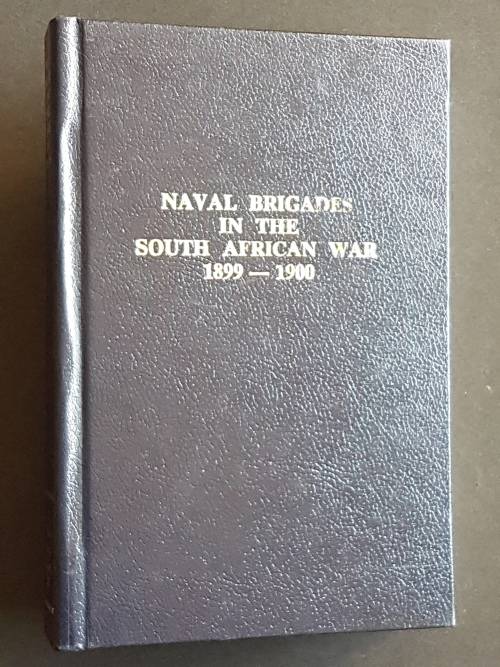 NAVAL BRIGADES
IN THE
SOUTH AFRICAN WAR
1899 — 1900